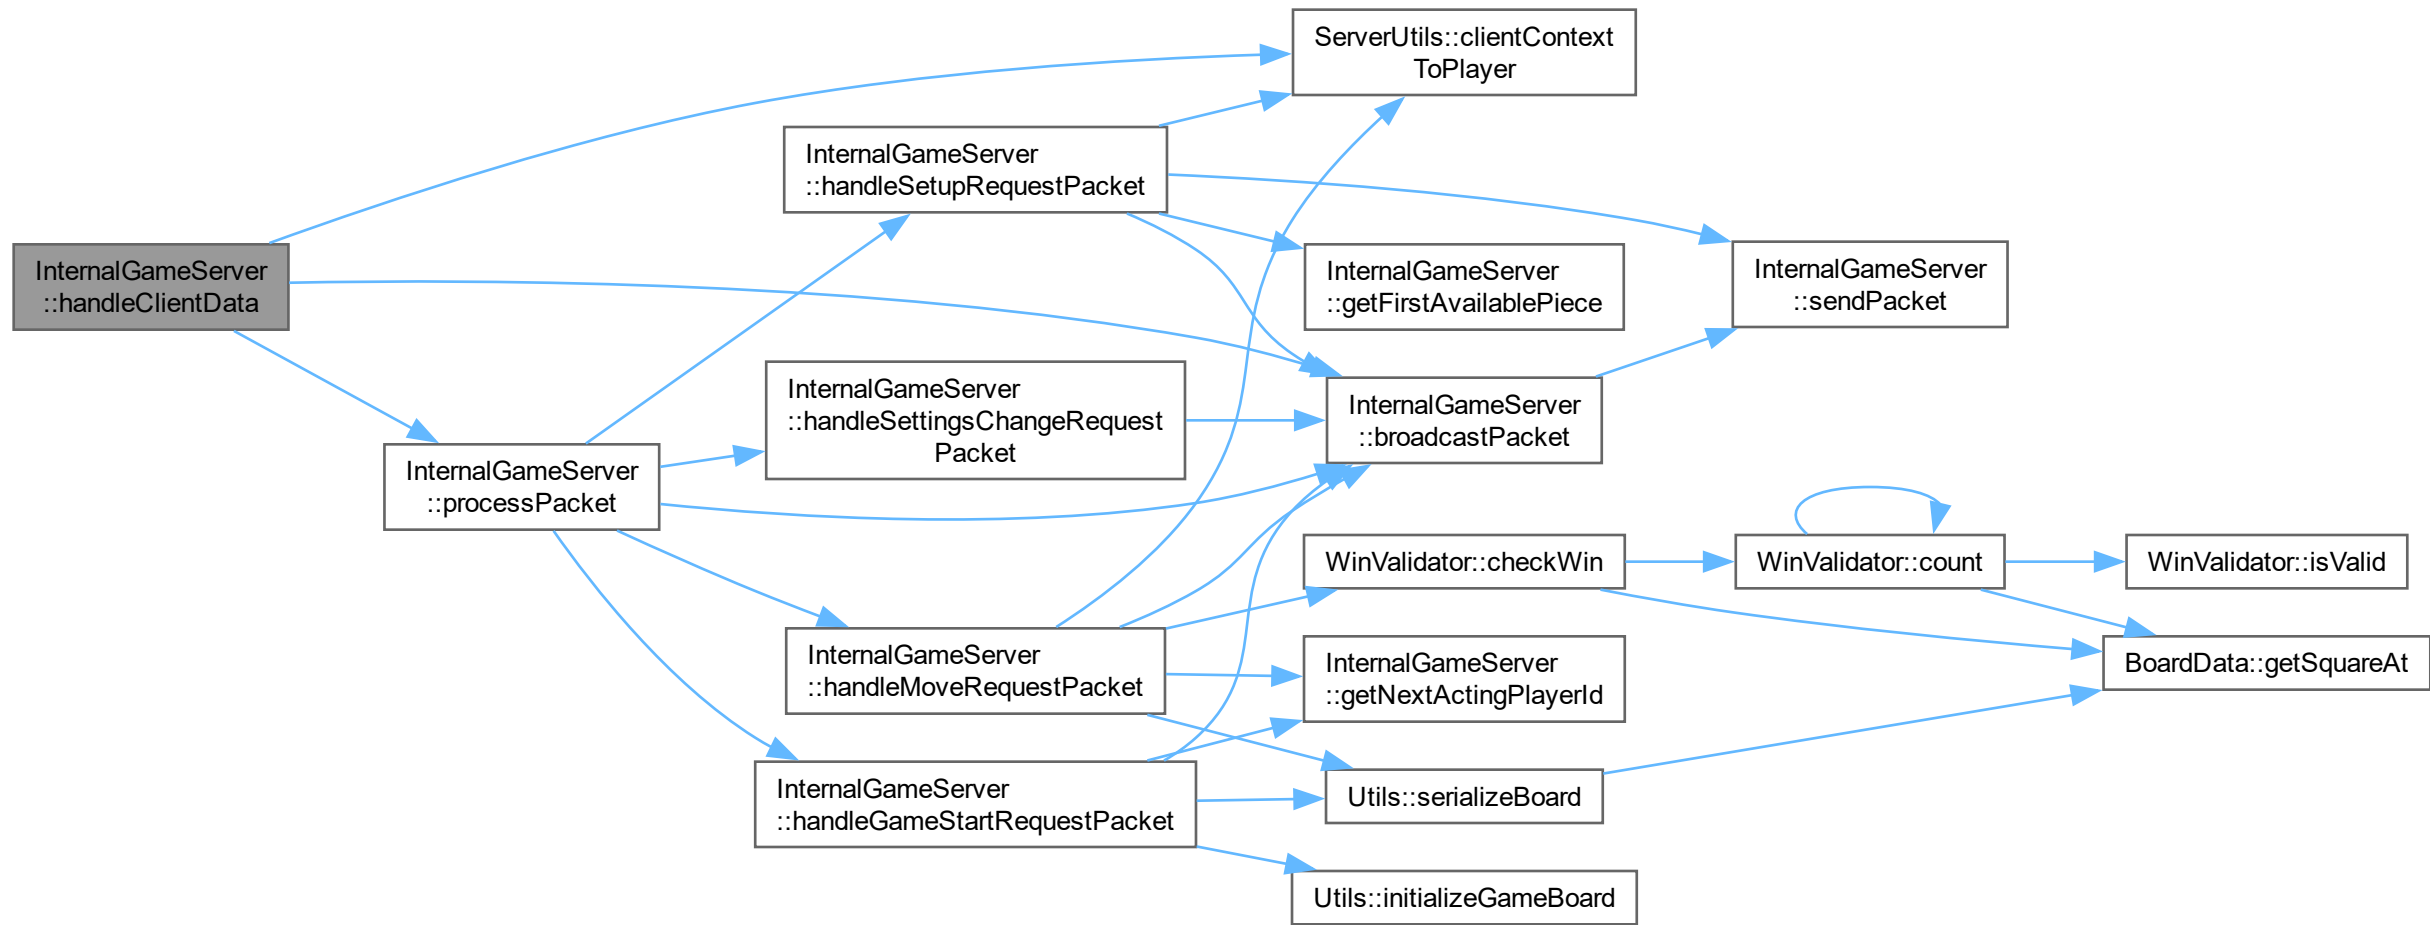 ServerUtils::clientContext
ToPlayer
InternalGameServer
::handleSetupRequestPacket
InternalGameServer
::handleClientData
InternalGameServer
::getFirstAvailablePiece
InternalGameServer
::sendPacket
InternalGameServer
::handleSettingsChangeRequest
Packet
InternalGameServer
::broadcastPacket
InternalGameServer
::processPacket
WinValidator::checkWin
WinValidator::count
WinValidator::isValid
InternalGameServer
::handleMoveRequestPacket
InternalGameServer
::getNextActingPlayerId
BoardData::getSquareAt
InternalGameServer
::handleGameStartRequestPacket
Utils::serializeBoard
Utils::initializeGameBoard